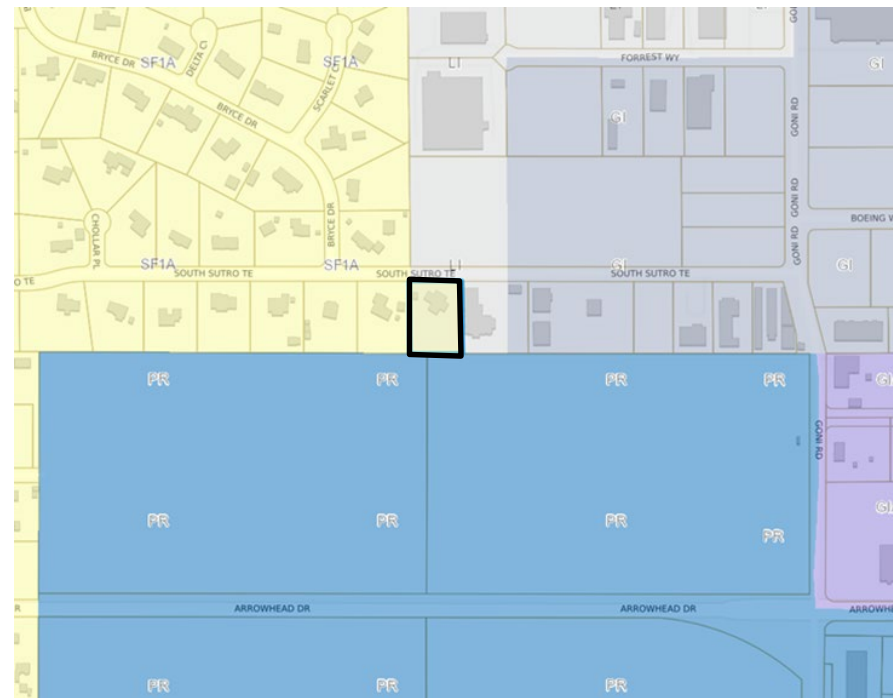 BRYCE DR
SF1A
DELTA CT
SF1A
SCARLET CT
LI
FORREST WY
GI
BRYCE DR
GI
GONI RD
CHOLLAR PL
BRYCE DR
GONI RD
BOEING W
SF1A
SOUTH SUTRO TE
SF1A
SOUTH SUTRO TE
LI
GI
SOUTH SUTRO TE
GONI RD
GI
O TE
PR
PR
PR
PR
GI
GONI RD
PR
PR
PR
PR
GI
R
ARROWHEAD DR
ARROWHEAD DR
ARROWHE
PR
PR
PR